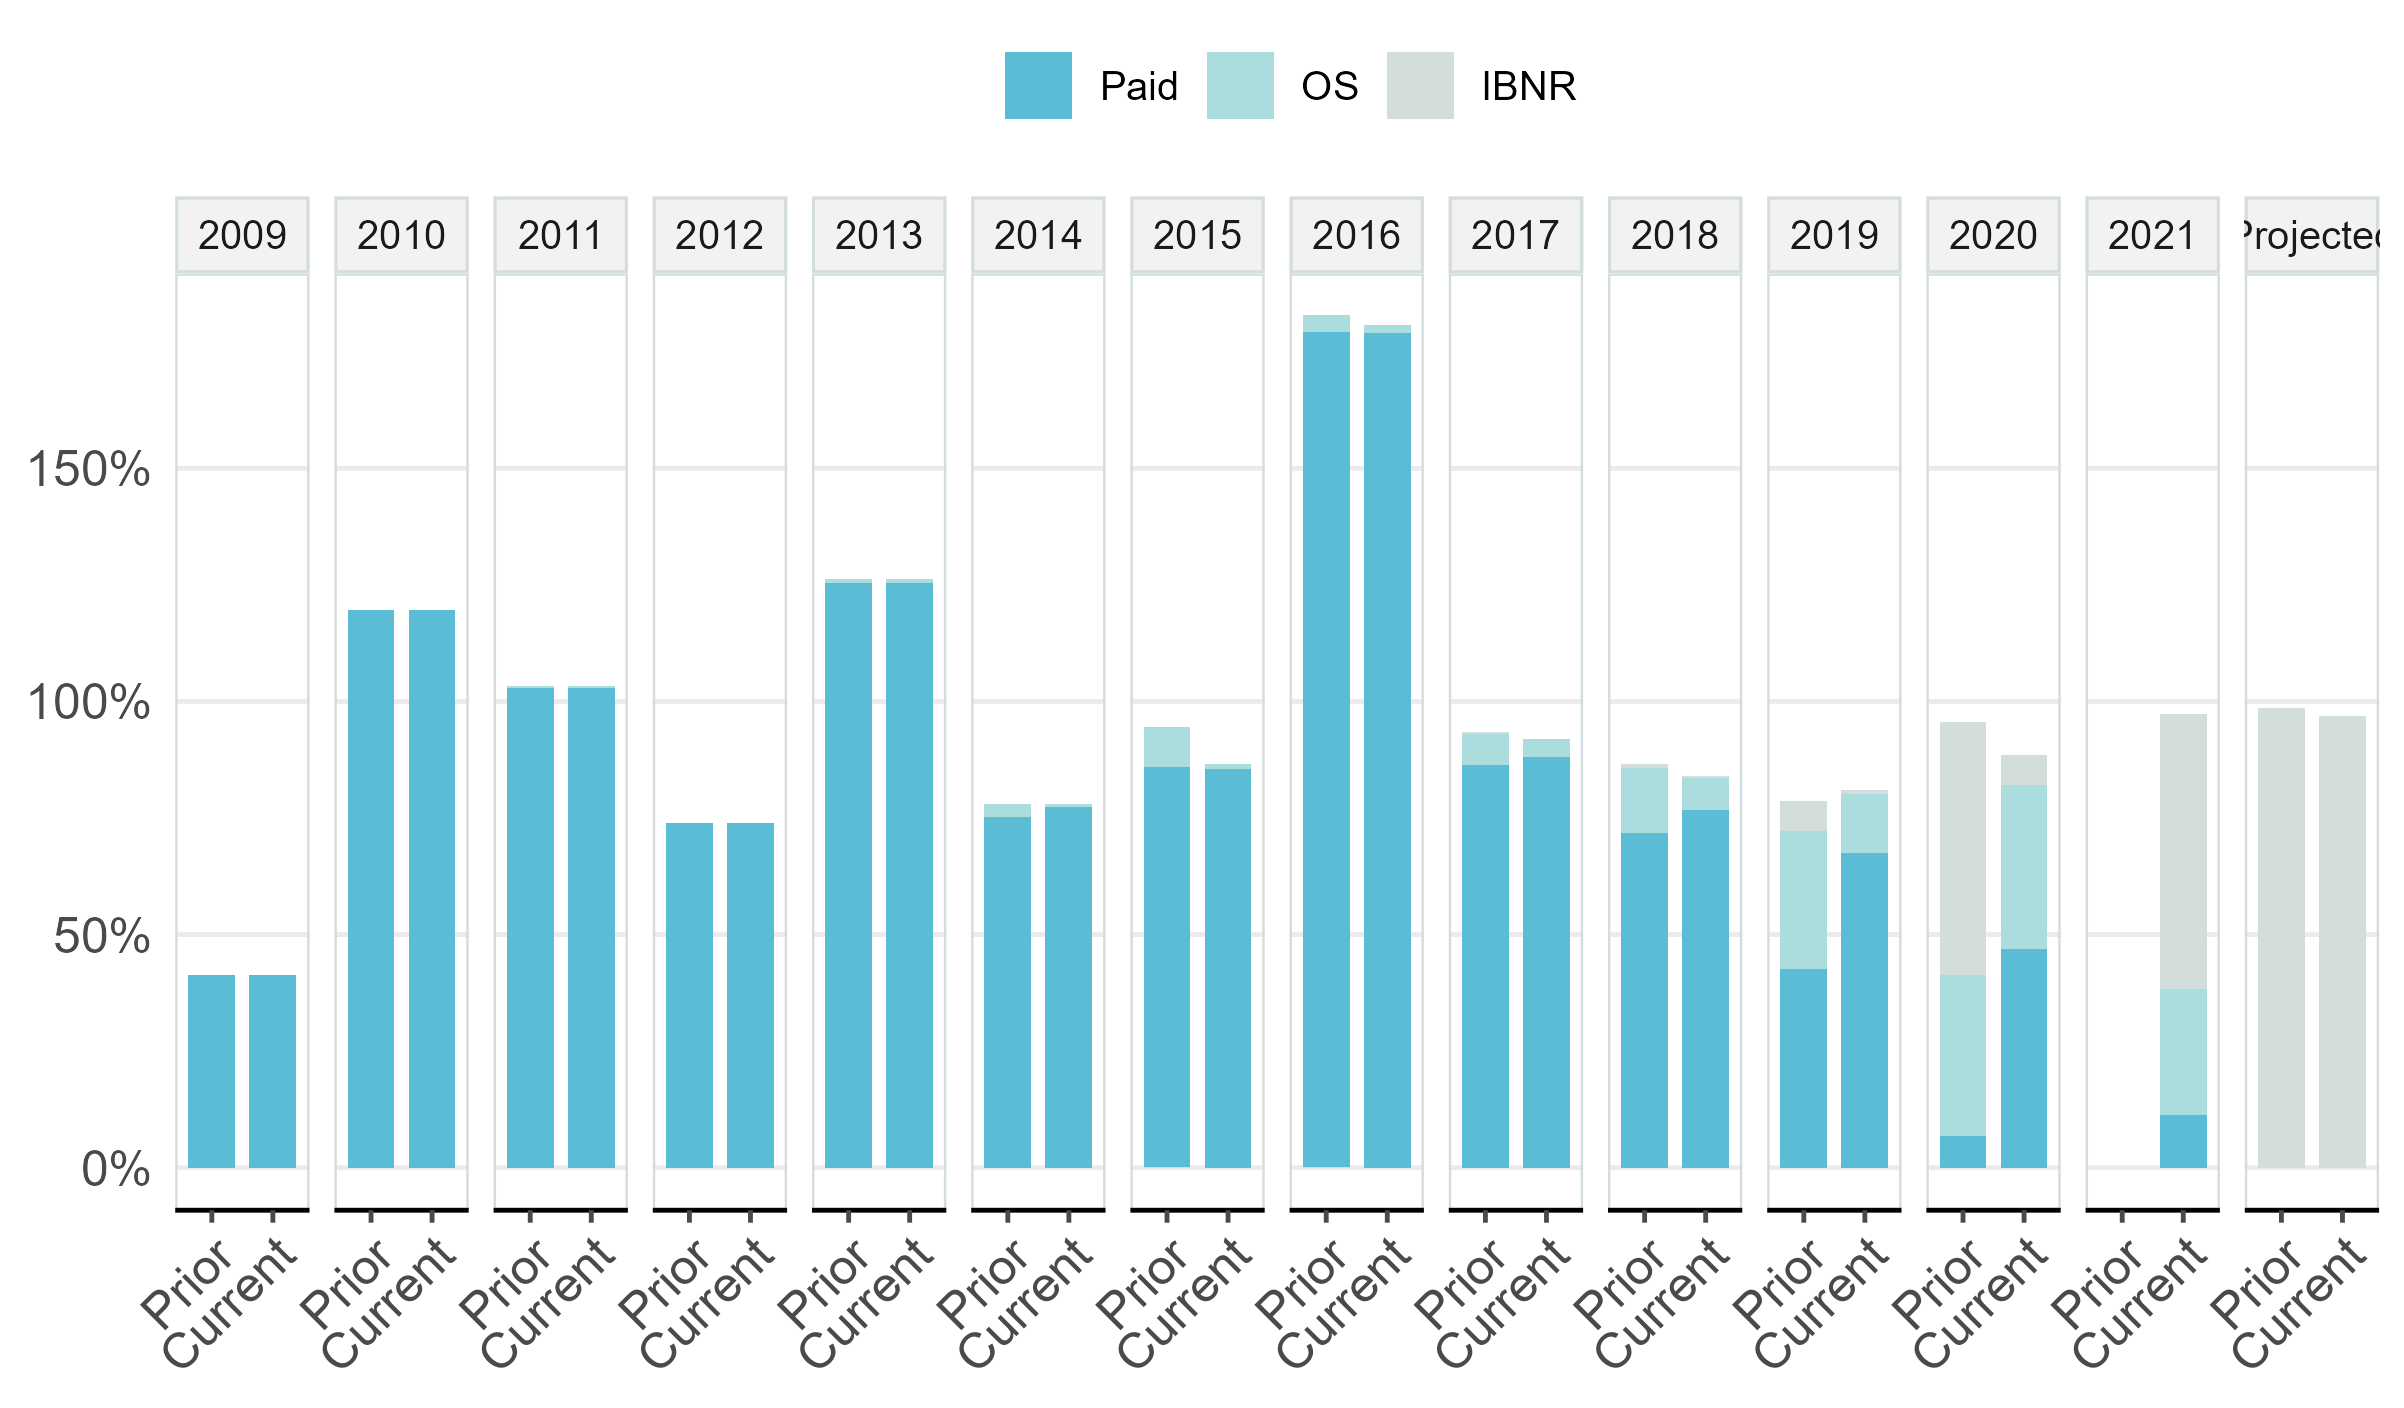 Paid OS IBNR
2009 2010 2011 2012 2013 2014 2015 2016 2017 2018 2019 2020 2021 Projected
150%
100%
50%
0%
Prior Current Prior Current Prior Current Prior Current Prior Current Prior Current Prior Current Prior Current Prior Current Prior Current Prior Current Prior Current Prior Current Prior Current